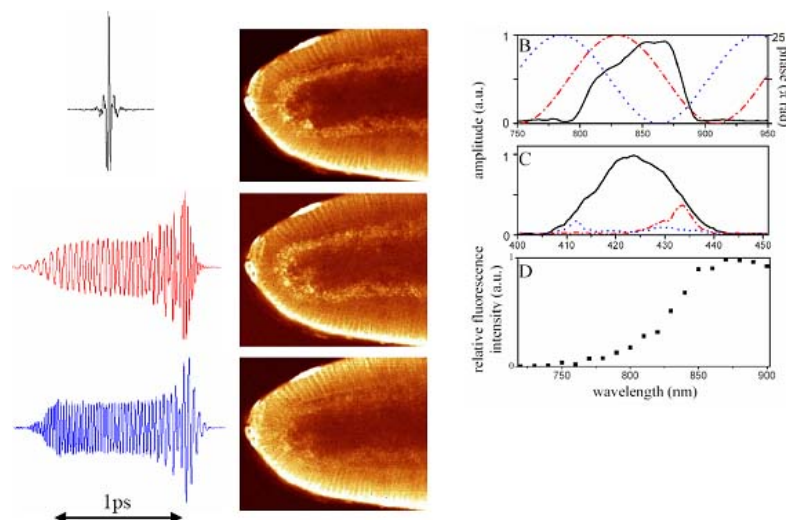 1ps
B
amplitude (a.u.)
1
0
25
phase (π rad)
750 800 850 900 950
C
1
0
400 410 420 430 440 450
D
relative fluorescence
intensity (a.u.)
1
0
750 800 850 900
wavelength (nm)